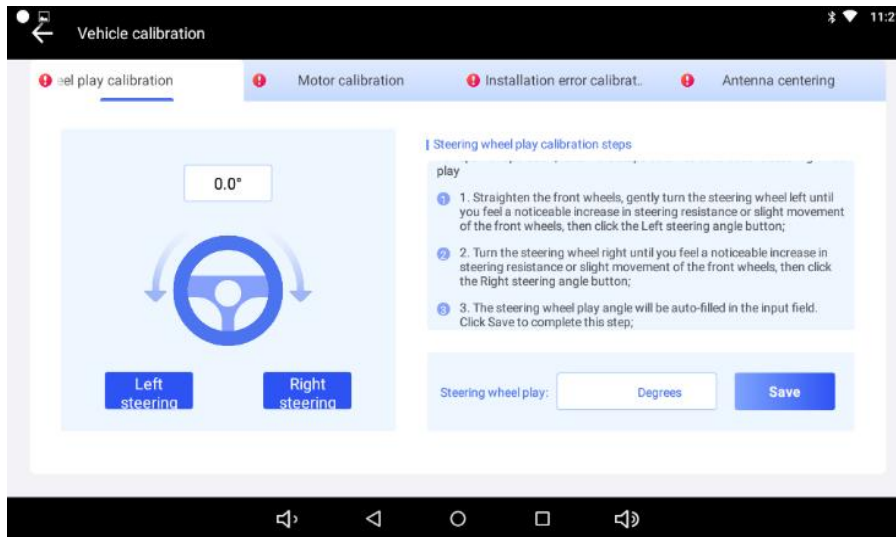 11:2
Vehicle calibration
eel play calibration
Motor calibration
Installation error calibrat..
Antenna centering
0.0°
Left
steering
Right
steering
Steering wheel play calibration steps
play
1
1. Straighten the front wheels, gently turn the steering wheel left until
you feel a noticeable increase in steering resistance or slight movement
of the front wheels, then click the Left steering angle button;
2
2. Turn the steering wheel right until you feel a noticeable increase in
steering resistance or slight movement of the front wheels, then click
the Right steering angle button;
3
3. The steering wheel play angle will be auto-filled in the input field.
Click Save to complete this step;
Steering wheel play:
Degrees
Save